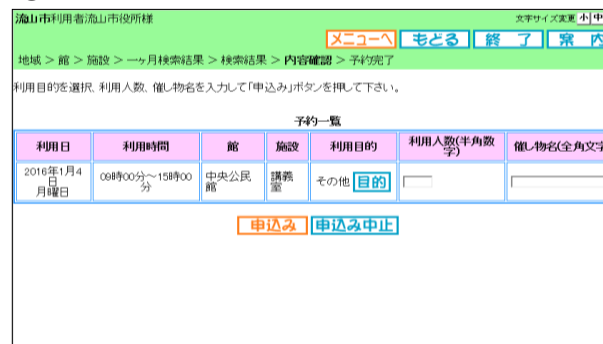 流山市利用者流山市役所様 文字サイズ変更 小 中
メニューへ もどる 終 了 案 内
地域 > 館 > 施設 > 一ヶ月検索結果 > 検索結果 > 内容確認 > 予約完了
利用目的を選択、利用人数、催し物名を入力して「申込み」ボタンを押して下さい。
予約一覧
利用日 利用時間 館 施設 利用目的 利用人数(半角数 催し物名(全角文字
字)
2016年1月4 09時00分～15時00 中央公民 講義 その他 目的
日 分 館 室
月曜日
申込み 申込み中止